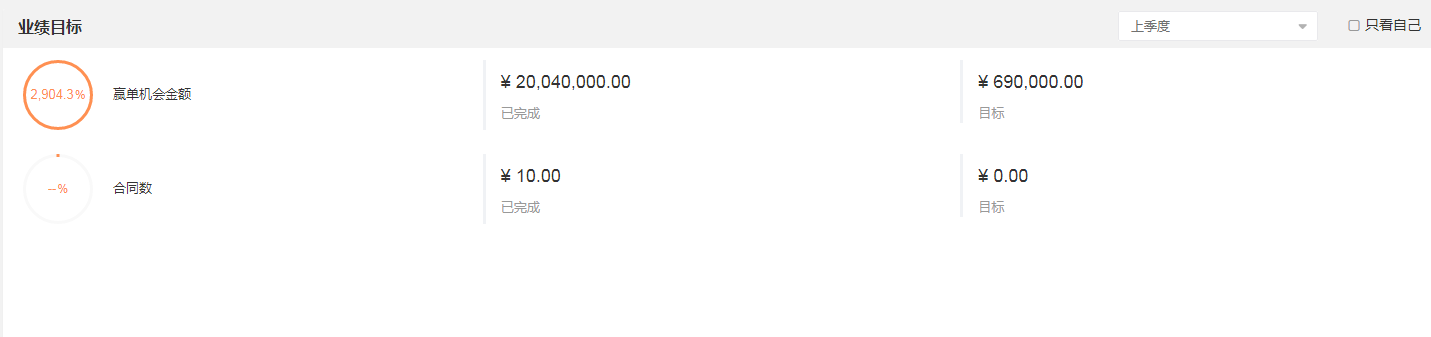 业绩目标
上季度
只看自己
2,904.3%
赢单机会金额
¥ 20,040,000.00
已完成
¥ 690,000.00
目标
--%
合同数
¥ 10.00
已完成
¥ 0.00
目标